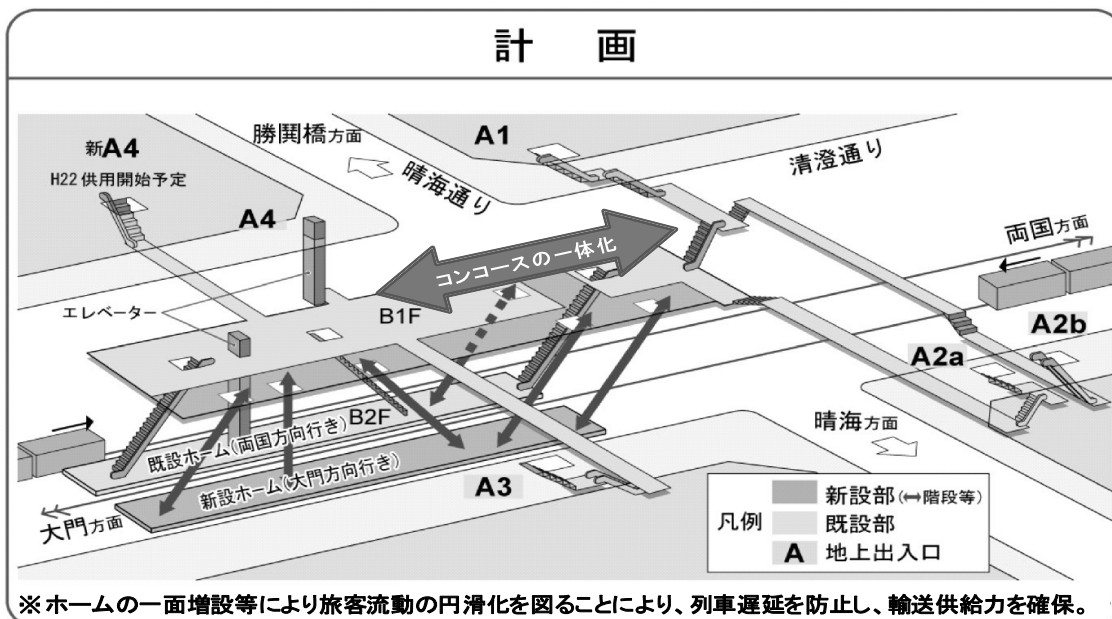 計 画
新A4
H22供用開始予定
勝鬨橋方面
A1
晴海通り
清澄通り
A4
コンコースの一体化
両国方面
エレベーター
B1F
A2b
A2a
B2F
既設ホーム(両国方向行き)
新設ホーム(大門方向行き)
晴海方面
A3
大門方面
凡例
新設部(↔階段等)
既設部
A 地上出入口
※ホームの一面増設等により旅客流動の円滑化を図ることにより、列車遅延を防止し、輸送供給力を確保。